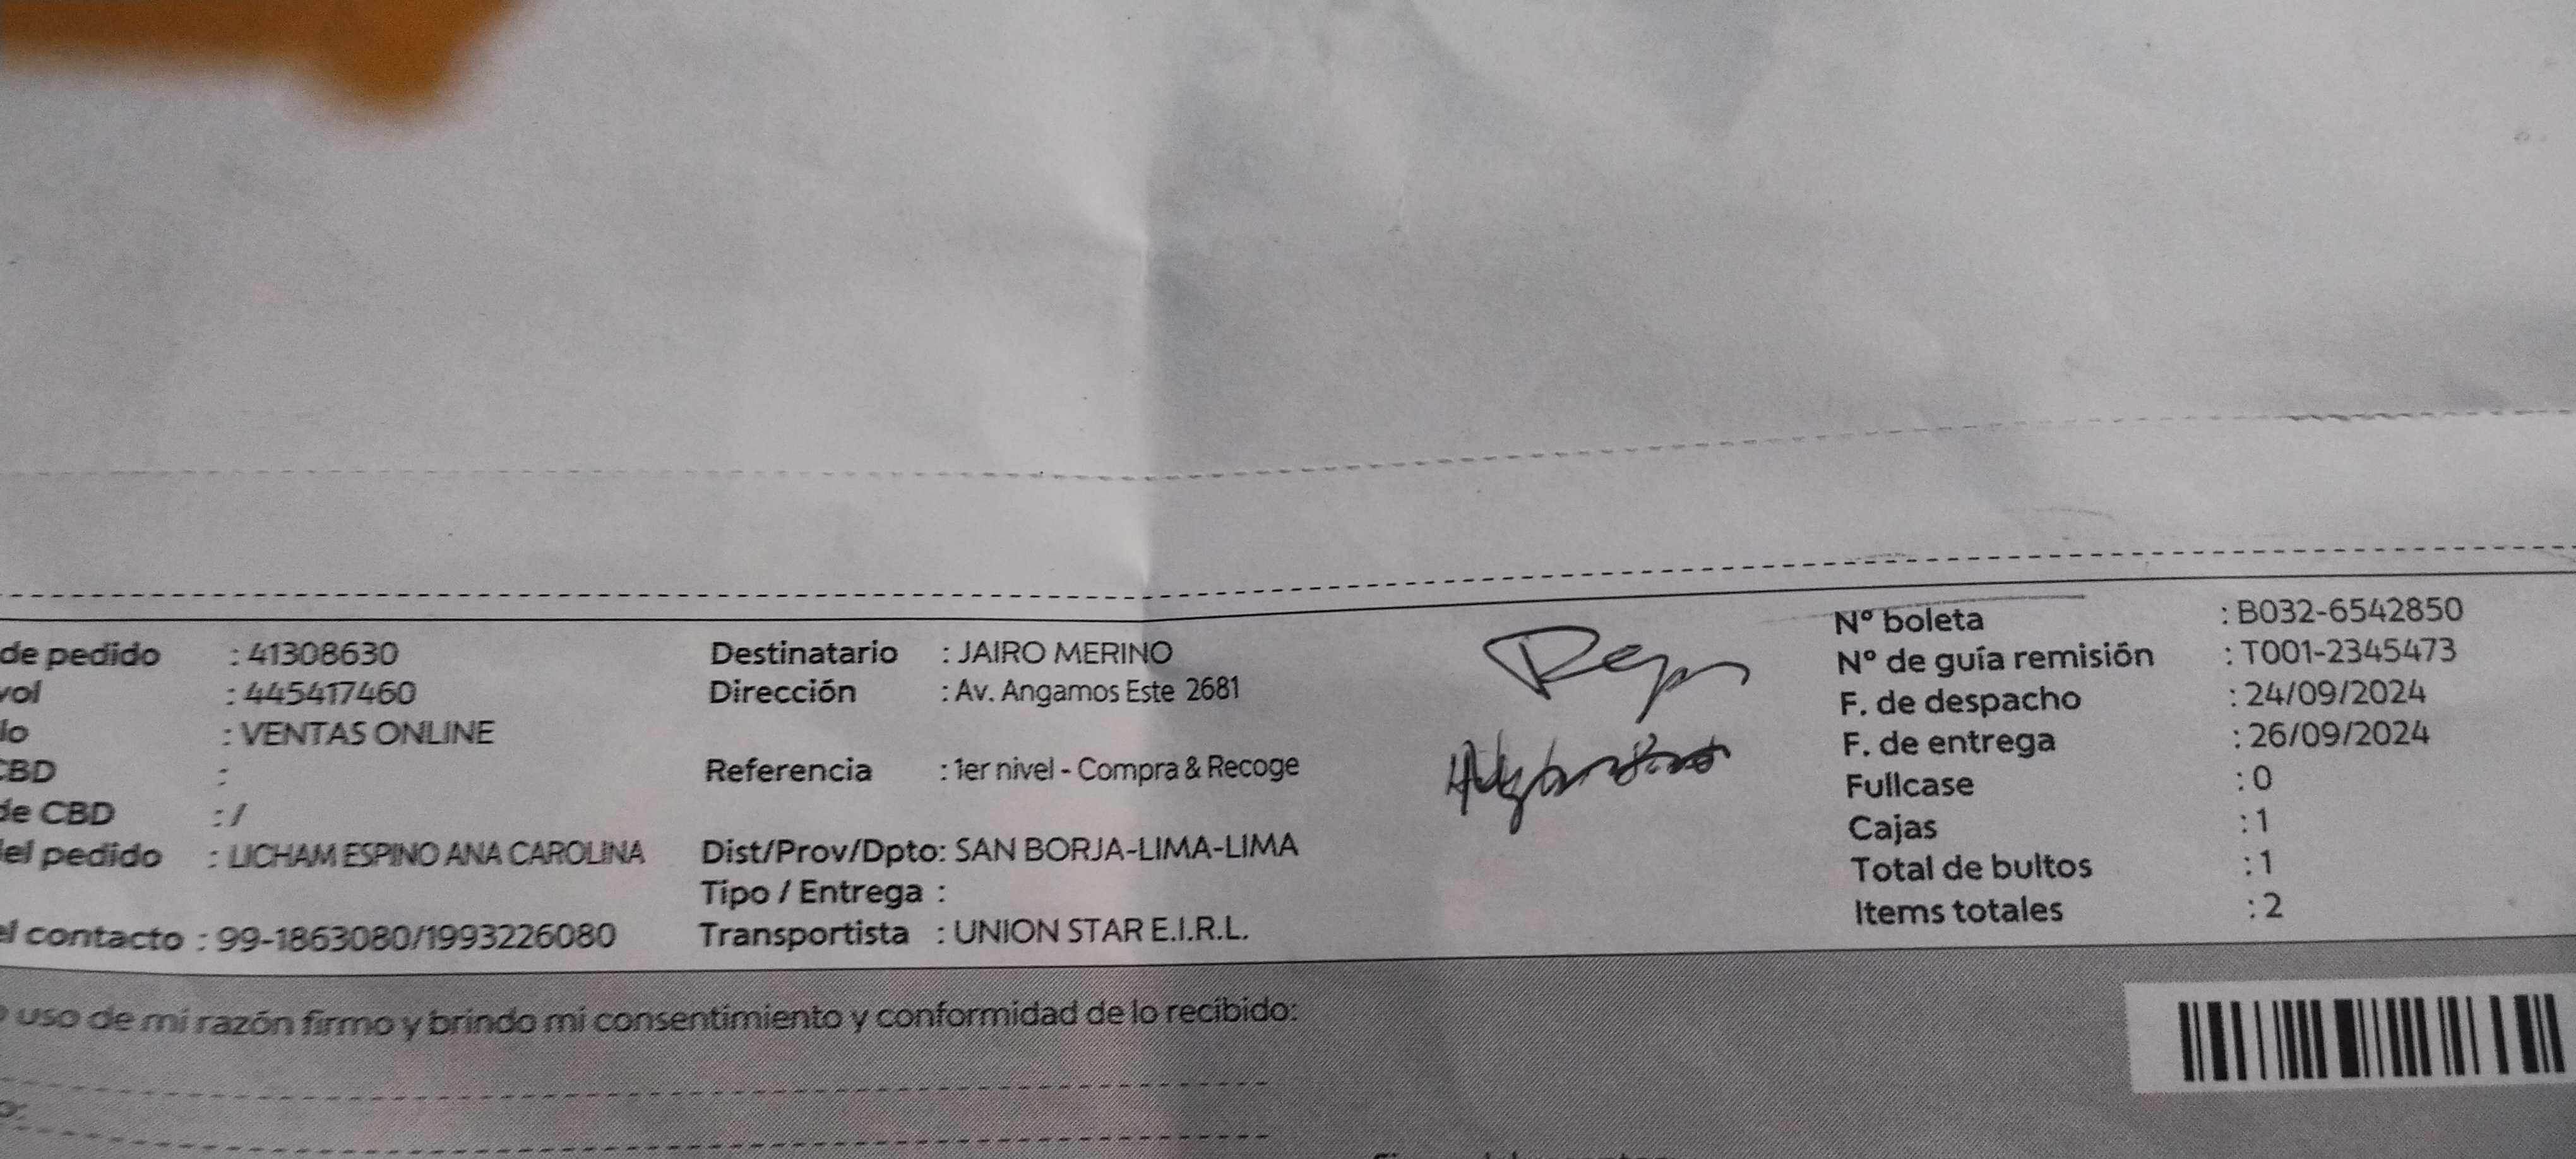 de pedido : 41308630
vol : 445417460
lo : VENTAS ONLINE
CBD :
de CBD : /
el pedido : LICHAM ESPINO ANA CAROLINA
el contacto : 99-1863080/1993226080
Destinatario : JAIRO MERINO
Dirección : Av. Angamos Este 2681
Referencia : 1er nivel - Compra & Recoge
Dist/Prov/Dpto: SAN BORJA-LIMA-LIMA
Tipo / Entrega :
Transportista : UNION STAR E.I.R.L.
Nº boleta : B032-6542850
Nº de guía remisión : T001-2345473
F. de despacho : 24/09/2024
F. de entrega : 26/09/2024
Fullcase : 0
Cajas : 1
Total de bultos : 1
Items totales : 2
uso de mi razón firmo y brindo mi consentimiento y conformidad de lo recibido: